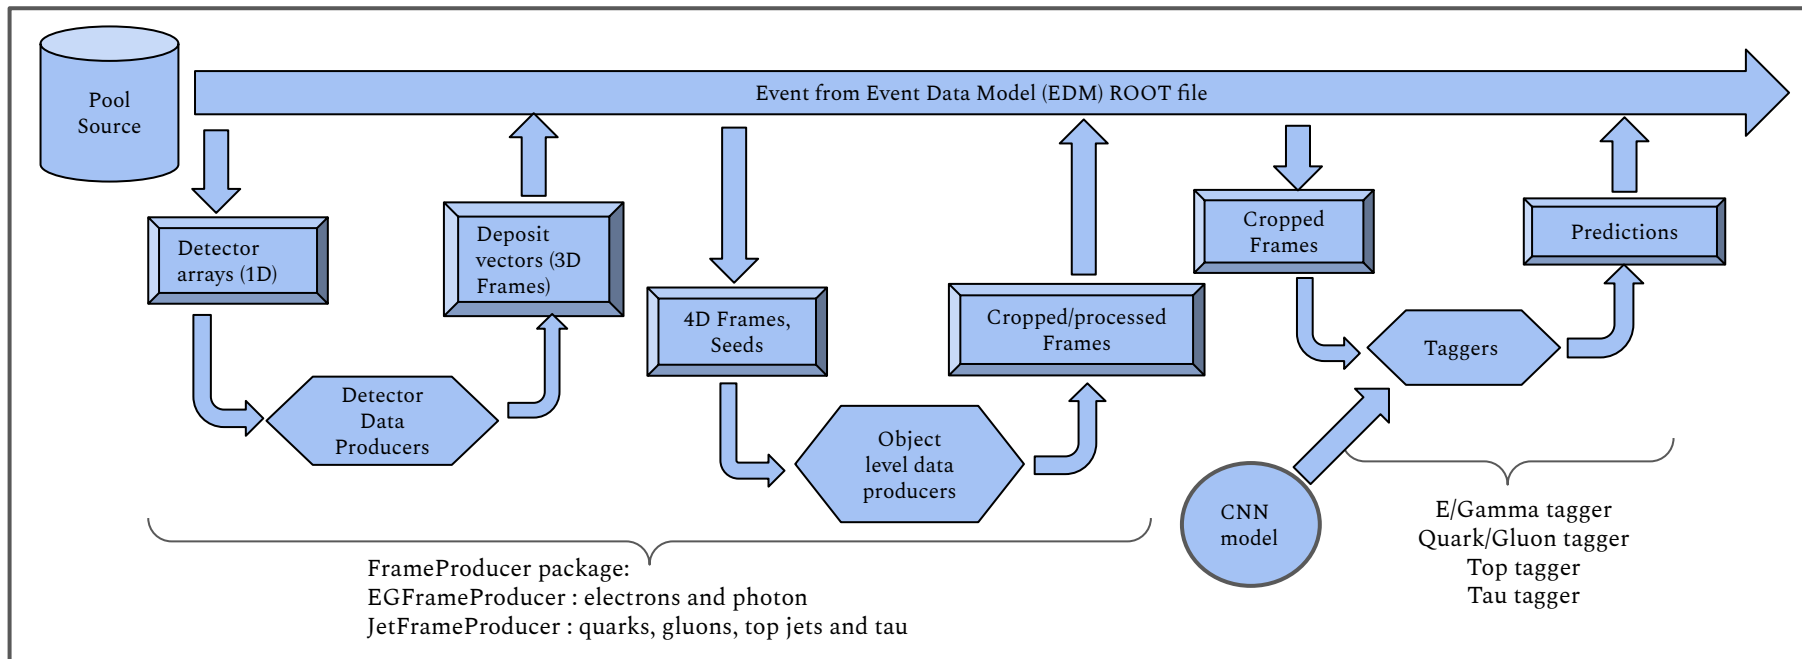 Pool
Source
Event from Event Data Model (EDM) ROOT file
Detector
arrays (1D)
Deposit
vectors (3D
Frames)
Detector
Data
Producers
4D Frames,
Seeds
Object
level data
producers
Cropped/processed
Frames
Cropped
Frames
Taggers
Predictions
CNN
model
FrameProducer package:
EGFrameProducer : electrons and photon
JetFrameProducer : quarks, gluons, top jets and tau
E/Gamma tagger
Quark/Gluon tagger
Top tagger
Tau tagger